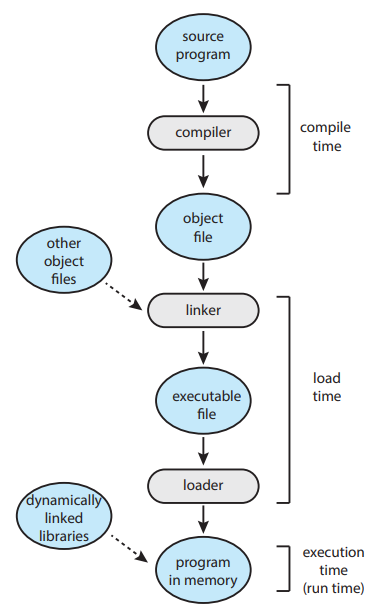 source
program
compiler
compile
time
object
file
other
object
files
linker
executable
file
load
time
loader
dynamically
linked
libraries
program
in memory
execution
time
(run time)